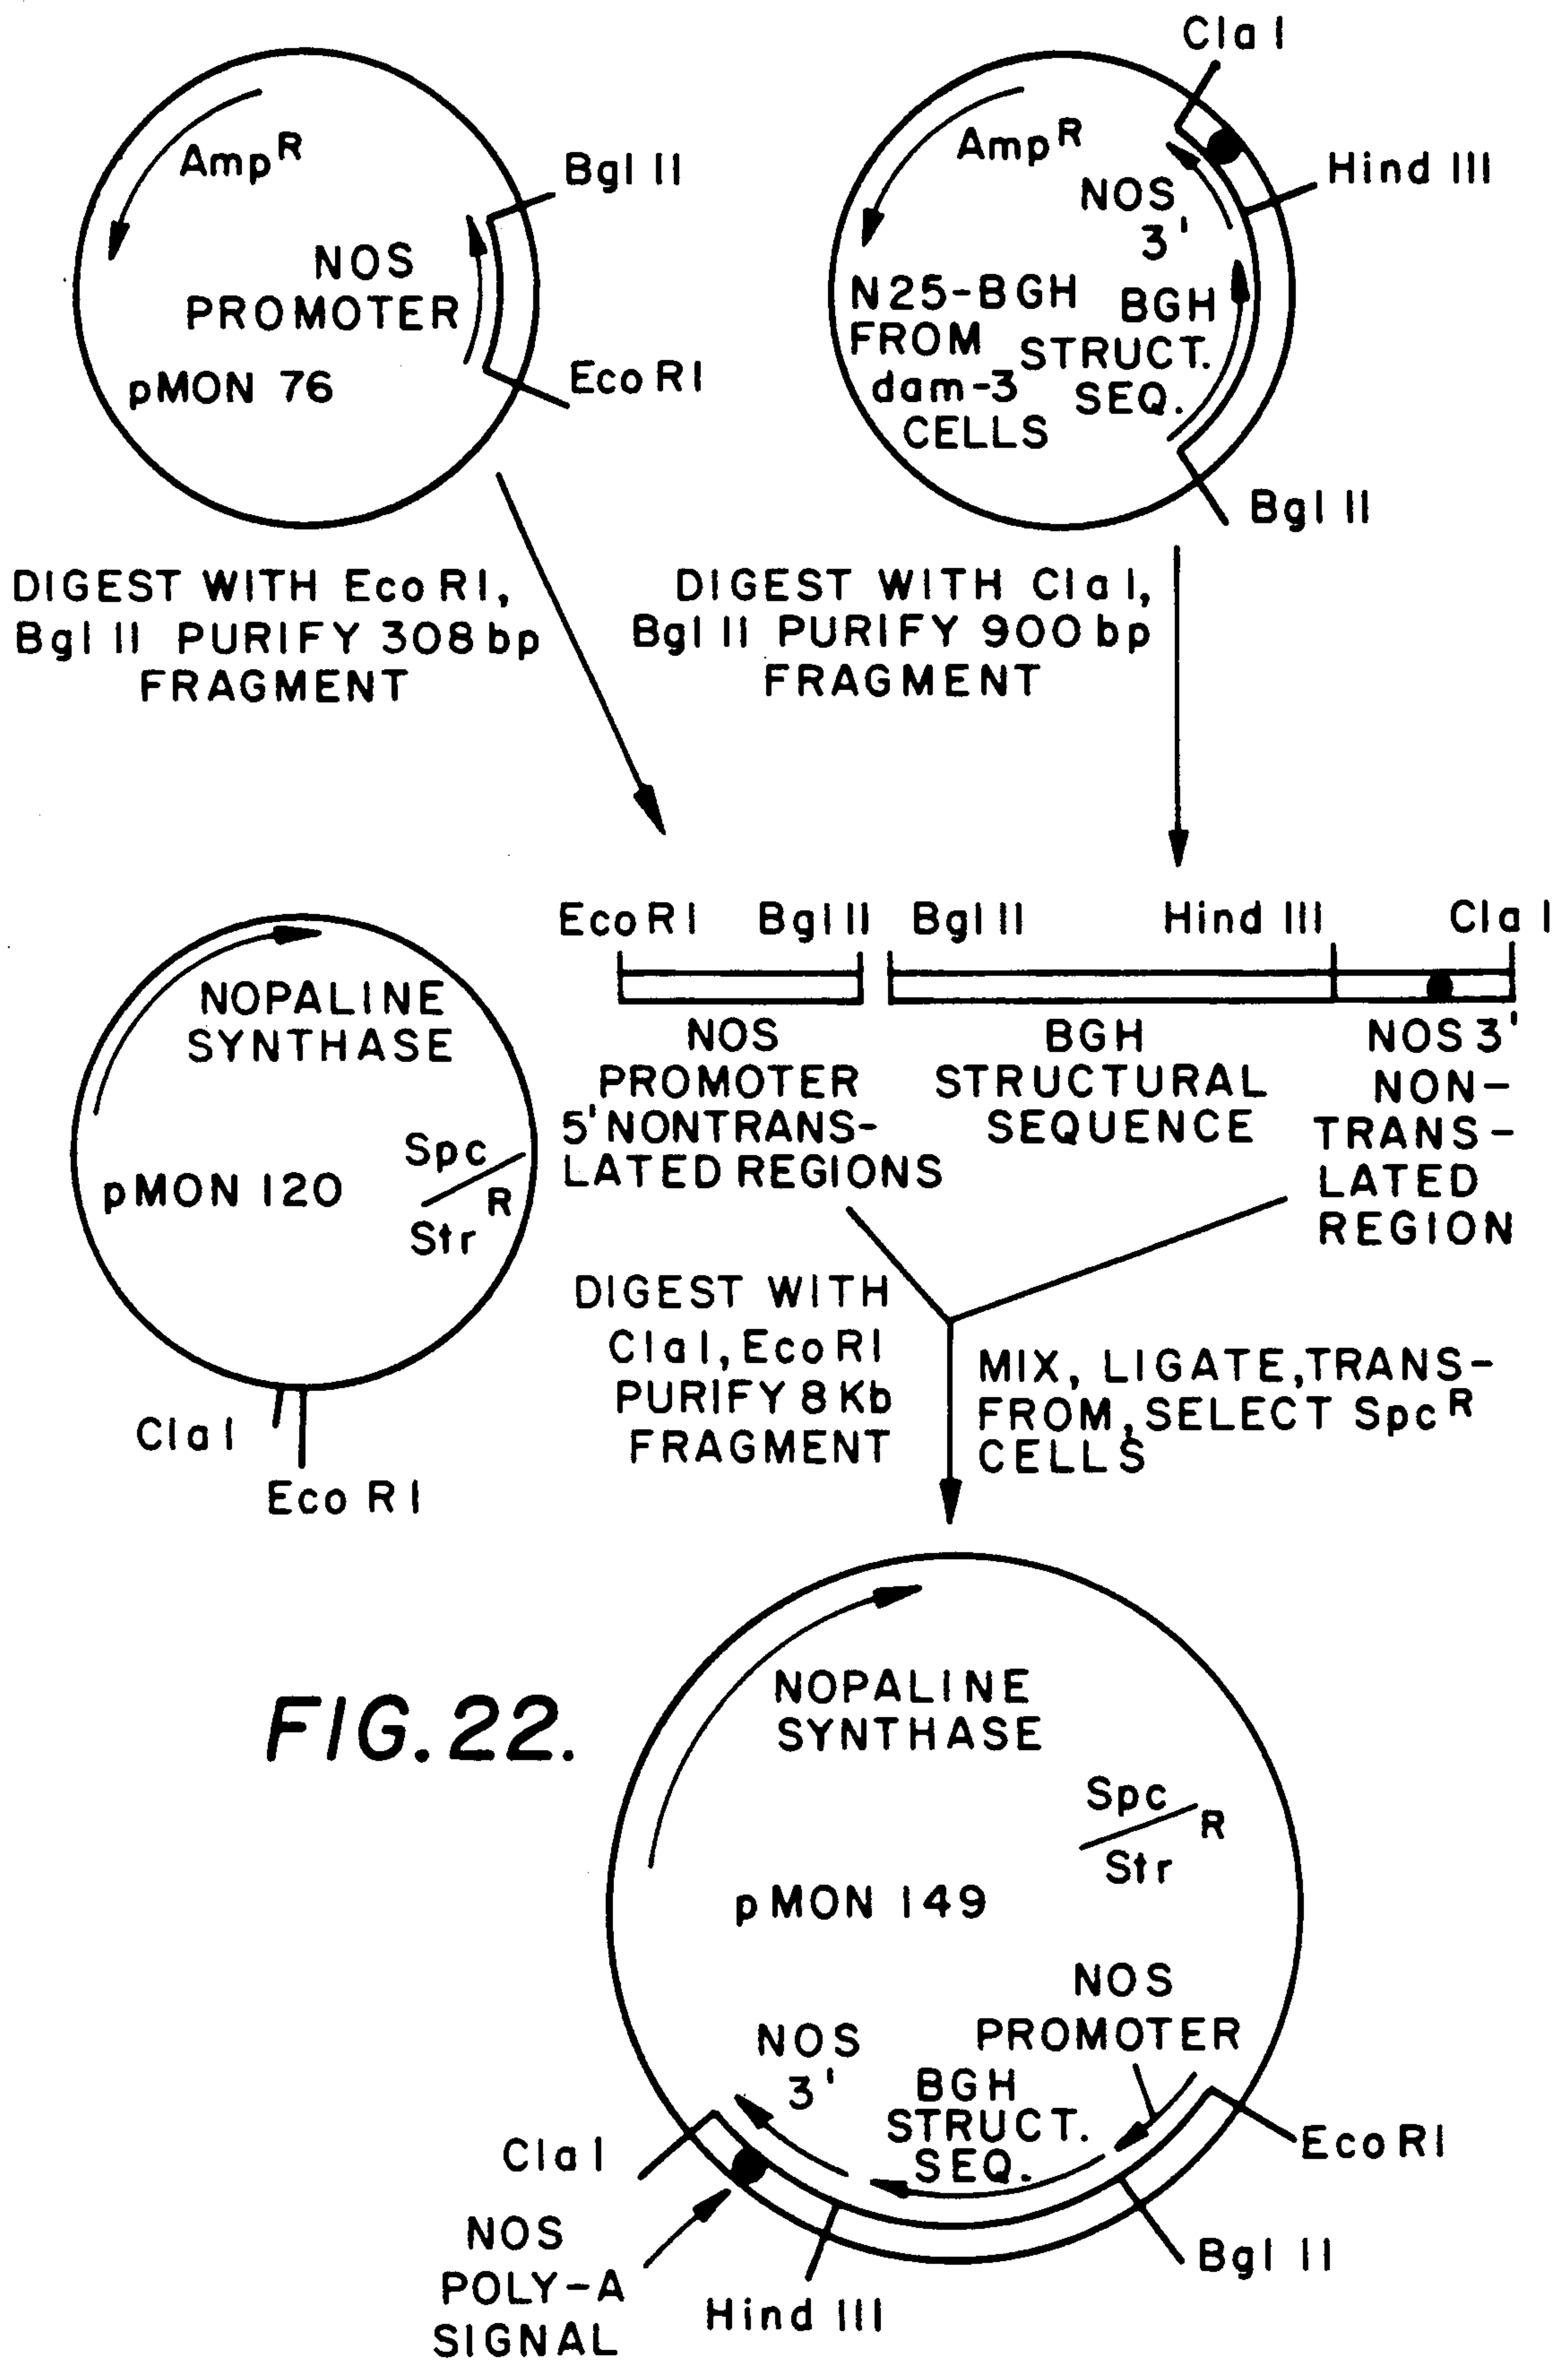 Amp R
Bgl II
NOS
PROMOTER
pMON 76
Eco RI
Cla I
Amp R
Hind III
NOS
3'
N25-BGH
FROM
dam-3
CELLS
BGH
STRUCT.
SEQ.
Bgl II
DIGEST WITH Eco RI,
Bgl II PURIFY 308 bp
FRAGMENT
DIGEST WITH Cla I,
Bgl II PURIFY 900 bp
FRAGMENT
Eco RI
Bgl II
Bgl II
Hind III
Cla I
NOS
PROMOTER
5' NONTRANS-
LATED REGIONS
BGH
STRUCTURAL
SEQUENCE
NOS 3'
NON-
TRANS-
LATED
REGION
NOPALINE
SYNTHASE
pMON 120
Spc
R
Str
Cla I
Eco RI
DIGEST WITH
Cla I, Eco RI
PURIFY 8 Kb
FRAGMENT
MIX, LIGATE, TRANS-
FROM, SELECT Spc R
CELLS
FIG. 22.
NOPALINE
SYNTHASE
Spc
R
Str
pMON 149
NOS
PROMOTER
NOS
3'
BGH
STRUCT.
SEQ.
Cla I
Eco RI
NOS
POLY-A
SIGNAL
Hind III
Bgl II